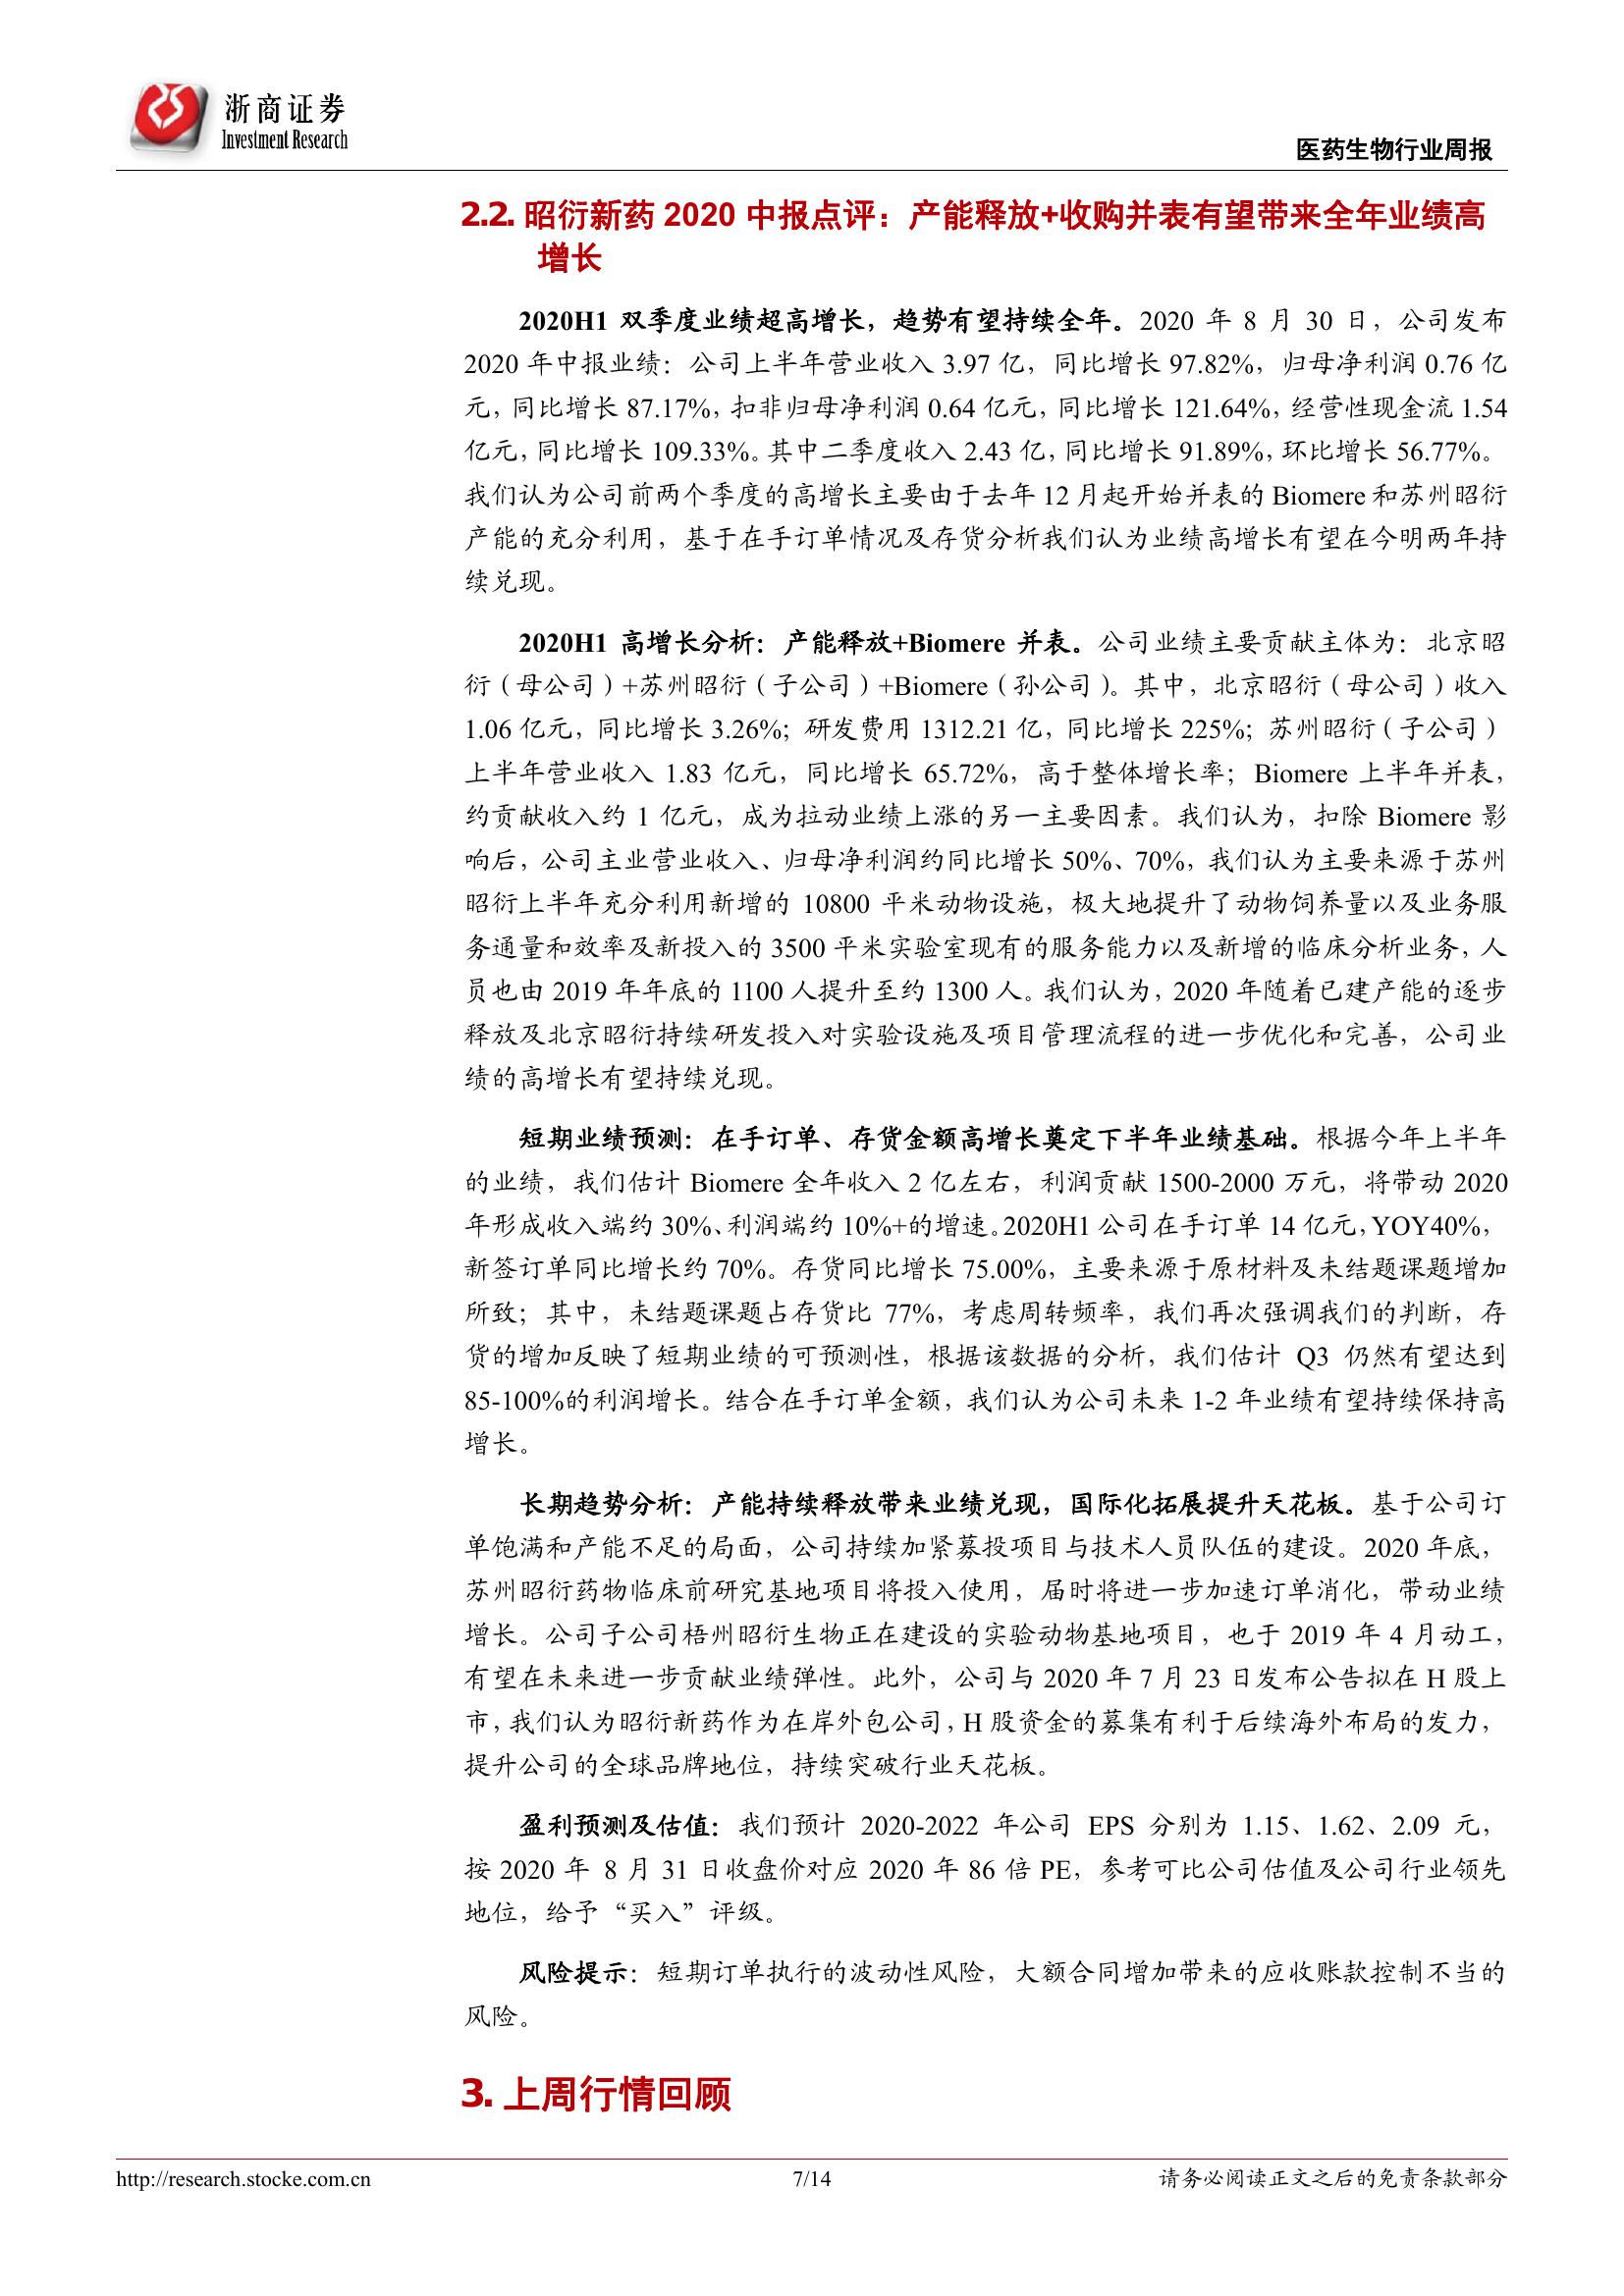 浙商证券
Investment Research
医药生物行业周报
2.2. 昭衍新药 2020 中报点评：产能释放+收购并表有望带来全年业绩高
增长
2020H1 双季度业绩超高增长，趋势有望持续全年。2020 年 8 月 30 日，公司发布
2020 年中报业绩：公司上半年营业收入 3.97 亿，同比增长 97.82%，归母净利润 0.76 亿
元，同比增长 87.17%，扣非归母净利润 0.64 亿元，同比增长 121.64%，经营性现金流 1.54
亿元，同比增长 109.33%。其中二季度收入 2.43 亿，同比增长 91.89%，环比增长 56.77%。
我们认为公司前两个季度的高增长主要由于去年 12 月起开始并表的 Biomere 和苏州昭衍
产能的充分利用，基于在手订单情况及存货分析我们认为业绩高增长有望在今明两年持
续兑现。
2020H1 高增长分析：产能释放+Biomere 并表。公司业绩主要贡献主体为：北京昭
衍（母公司）+苏州昭衍（子公司）+Biomere（孙公司）。其中，北京昭衍（母公司）收入
1.06 亿元，同比增长 3.26%；研发费用 1312.21 亿，同比增长 225%；苏州昭衍（子公司）
上半年营业收入 1.83 亿元，同比增长 65.72%，高于整体增长率；Biomere 上半年并表，
约贡献收入约 1 亿元，成为拉动业绩上涨的另一主要因素。我们认为，扣除 Biomere 影
响后，公司主业营业收入、归母净利润约同比增长 50%、70%，我们认为主要来源于苏州
昭衍上半年充分利用新增的 10800 平米动物设施，极大地提升了动物饲养量以及业务服
务通量和效率及新投入的 3500 平米实验室现有的服务能力以及新增的临床分析业务，人
员也由 2019 年年底的 1100 人提升至约 1300 人。我们认为，2020 年随着已建产能的逐步
释放及北京昭衍持续研发投入对实验设施及项目管理流程的进一步优化和完善，公司业
绩的高增长有望持续兑现。
短期业绩预测：在手订单、存货金额高增长奠定下半年业绩基础。根据今年上半年
的业绩，我们估计 Biomere 全年收入 2 亿左右，利润贡献 1500-2000 万元，将带动 2020
年形成收入端约 30%、利润端约 10%+的增速。2020H1 公司在手订单 14 亿元，YOY40%，
新签订单同比增长约 70%。存货同比增长 75.00%，主要来源于原材料及未结题课题增加
所致；其中，未结题课题占存货比 77%，考虑周转频率，我们再次强调我们的判断，存
货的增加反映了短期业绩的可预测性，根据该数据的分析，我们估计 Q3 仍然有望达到
85-100%的利润增长。结合在手订单金额，我们认为公司未来 1-2 年业绩有望持续保持高
增长。
长期趋势分析：产能持续释放带来业绩兑现，国际化拓展提升天花板。基于公司订
单饱满和产能不足的局面，公司持续加紧募投项目与技术人员队伍的建设。2020 年底，
苏州昭衍药物临床前研究基地项目将投入使用，届时将进一步加速订单消化，带动业绩
增长。公司子公司梧州昭衍生物正在建设的实验动物基地项目，也于 2019 年 4 月动工，
有望在未来进一步贡献业绩弹性。此外，公司与 2020 年 7 月 23 日发布公告拟在 H 股上
市，我们认为昭衍新药作为在岸外包公司，H 股资金的募集有利于后续海外布局的发力，
提升公司的全球品牌地位，持续突破行业天花板。
盈利预测及估值：我们预计 2020-2022 年公司 EPS 分别为 1.15、1.62、2.09 元，
按 2020 年 8 月 31 日收盘价对应 2020 年 86 倍 PE，参考可比公司估值及公司行业领先
地位，给予“买入”评级。
风险提示：短期订单执行的波动性风险，大额合同增加带来的应收账款控制不当的
风险。
3. 上周行情回顾
http://research.stocke.com.cn
7/14
请务必阅读正文之后的免责条款部分